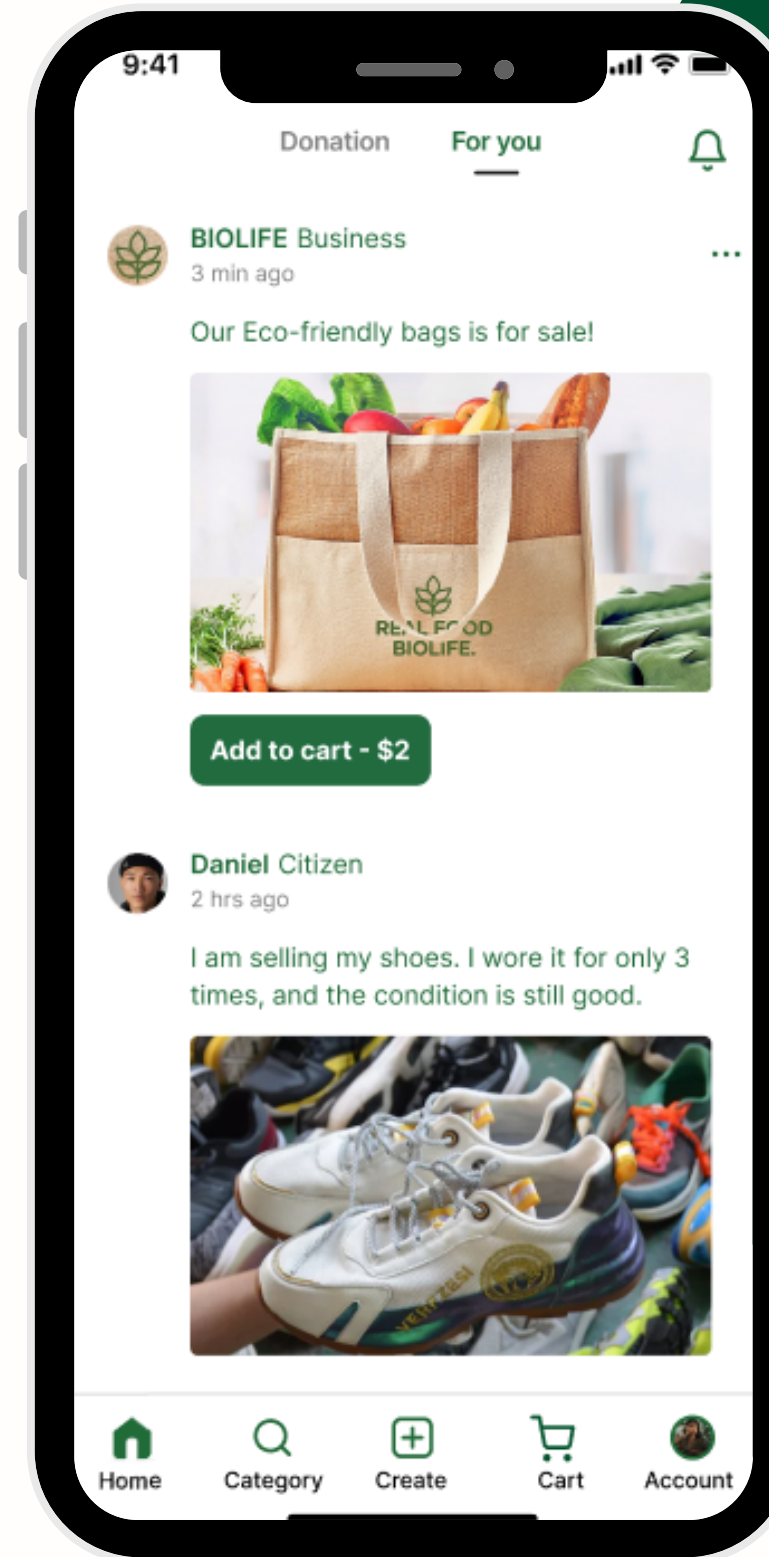 9:41
Donation For you
BIOLIFE Business
3 min ago
Our Eco-friendly bags is for sale!
REAL FOOD
BIOLIFE.
Add to cart - $2
Daniel Citizen
2 hrs ago
I am selling my shoes. I wore it for only 3
times, and the condition is still good.
Home Category Create Cart Account